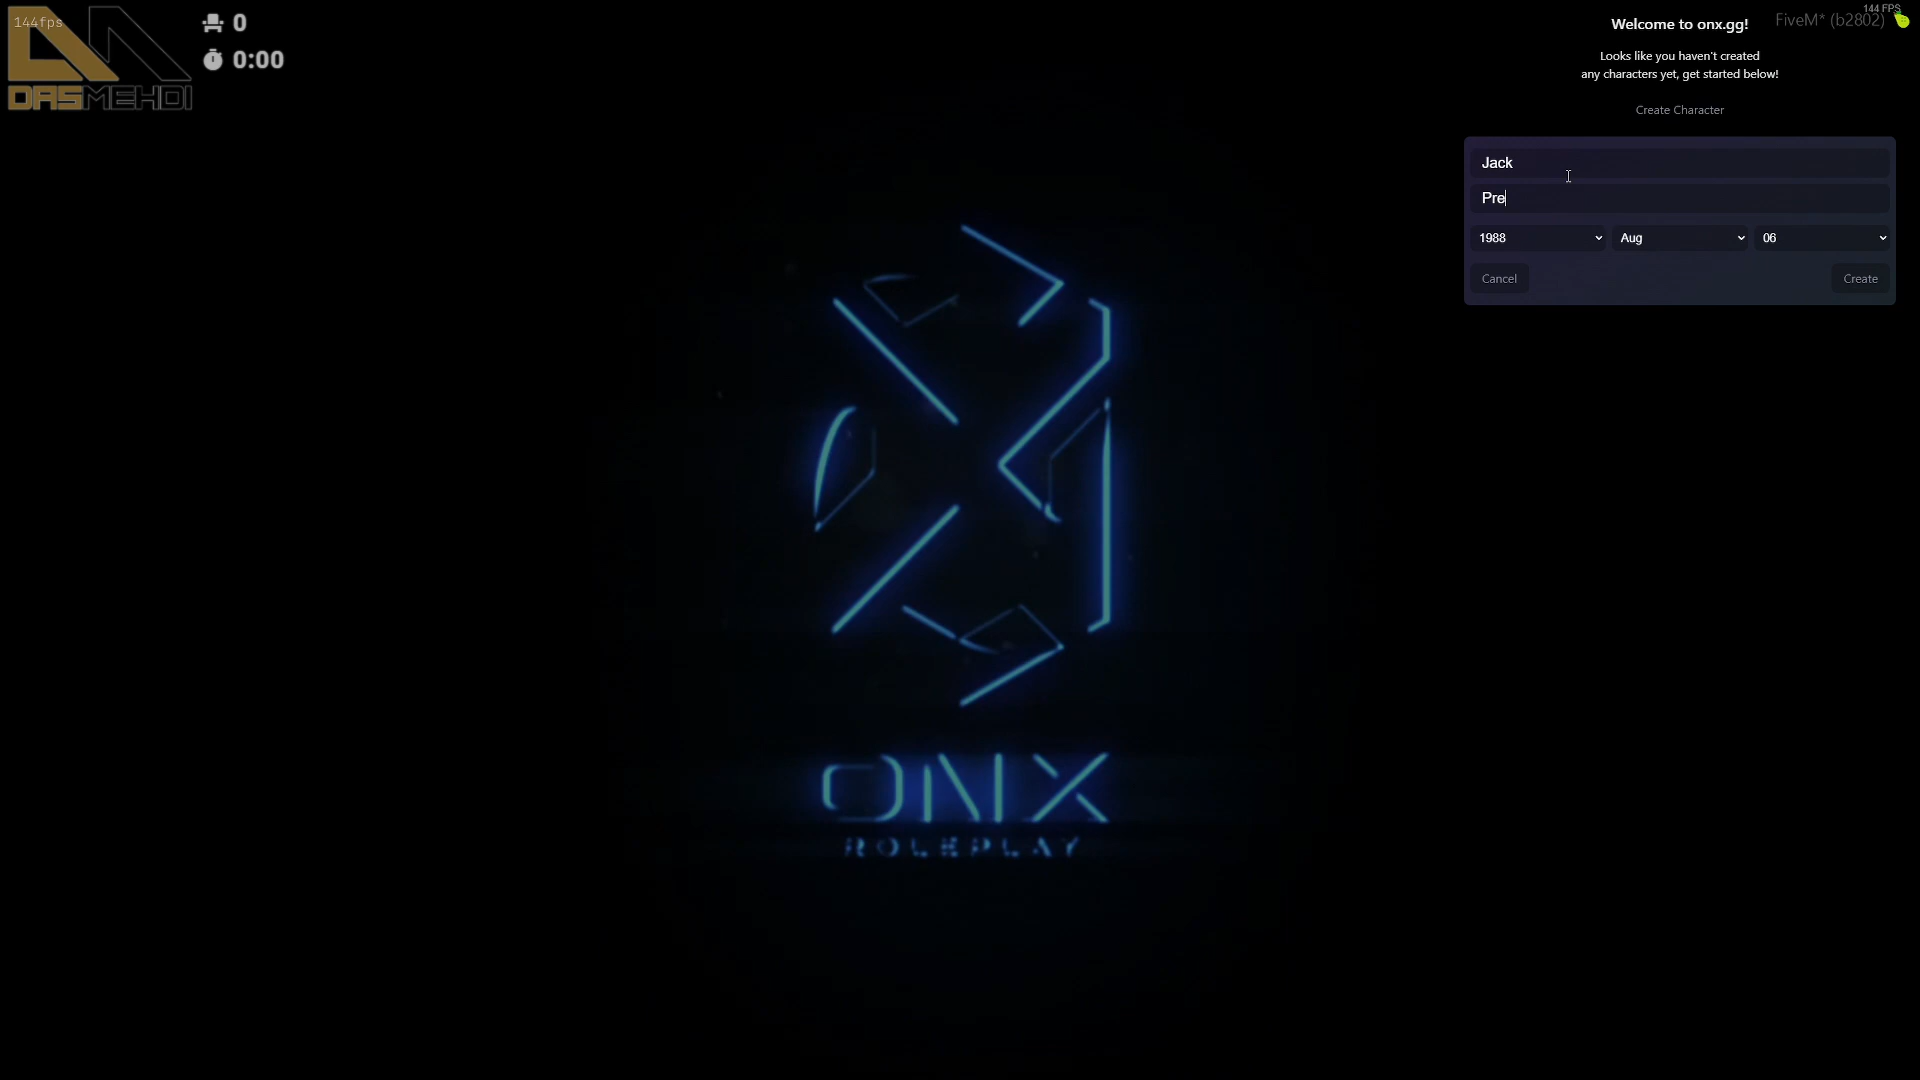 144fps
DASMEHDI
0
0:00
144 FPS
FiveM* (b2802)
Welcome to onx.gg!
Looks like you haven't created
any characters yet, get started below!
Create Character
Jack
Pre
1988
Aug
06
Cancel
Create
ONX
ROLEPLAY